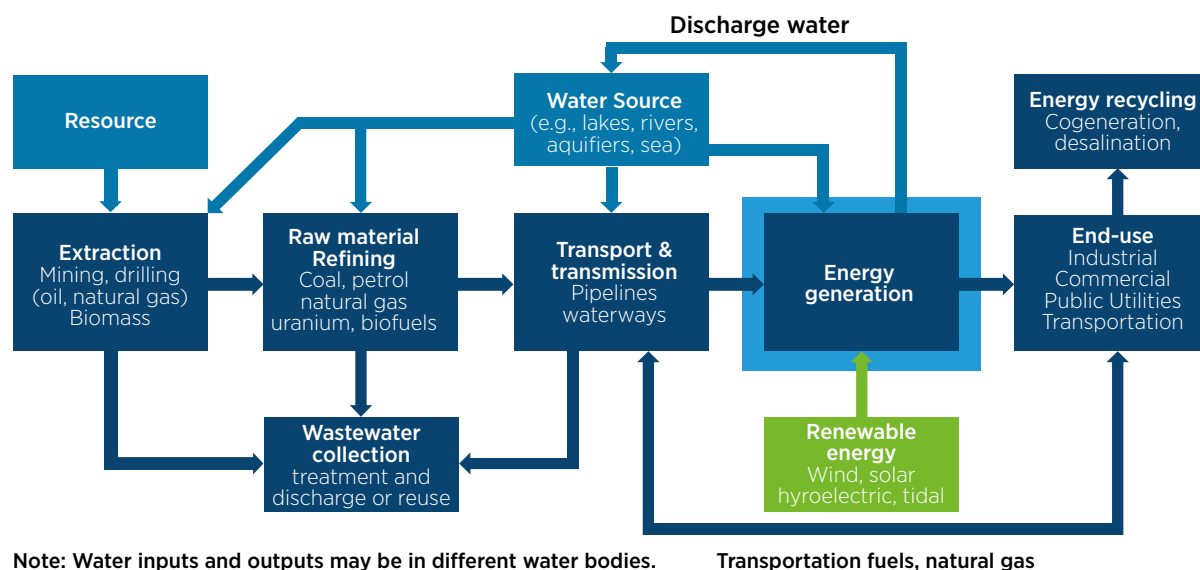 Discharge water
Resource
Water Source
(e.g., lakes, rivers,
aquifiers, sea)
Energy recycling
Cogeneration,
desalination
Extraction
Mining, drilling
(oil, natural gas)
Biomass
Raw material
Refining
Coal, petrol
natural gas
uranium, biofuels
Transport &
transmission
Pipelines
waterways
Energy
generation
End-use
Industrial
Commercial
Public Utilities
Transportation
Wastewater
collection
treatment and
discharge or reuse
Renewable
energy
Wind, solar
hyroelectric, tidal
Note: Water inputs and outputs may be in different water bodies.
Transportation fuels, natural gas